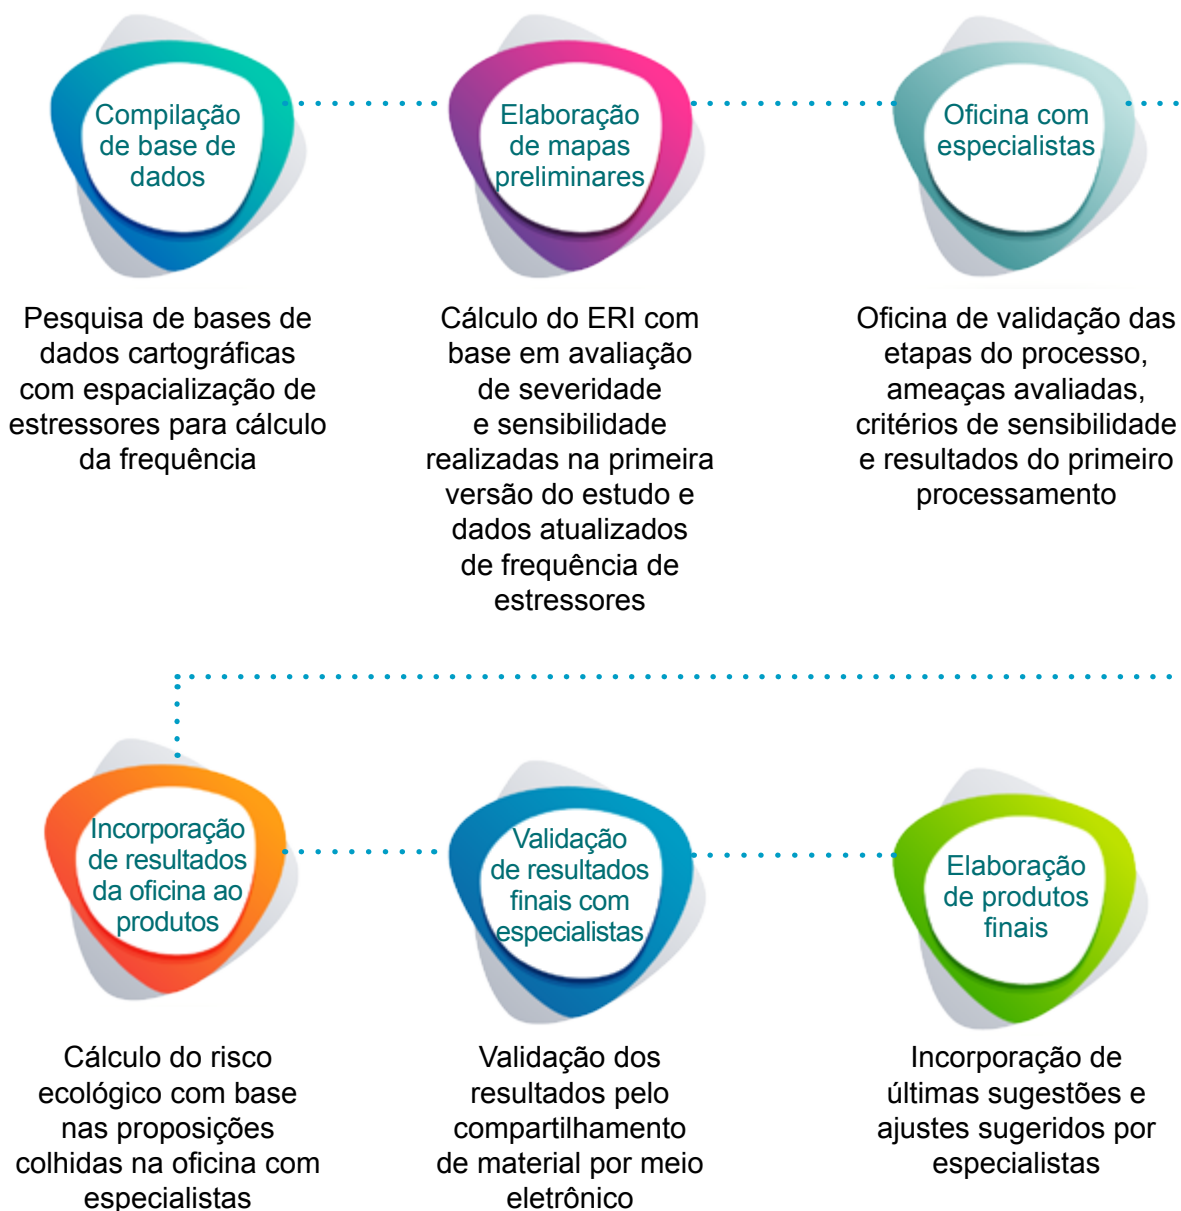 Compilação
de base de
dados
Pesquisa de bases de
dados cartográficas
com espacialização de
estressores para cálculo
da frequência
Elaboração
de mapas
preliminares
Cálculo do ERI com
base em avaliação
de severidade
e sensibilidade
realizadas na primeira
versão do estudo e
dados atualizados
de frequência de
estressores
Oficina com
especialistas
Oficina de validação das
etapas do processo,
ameaças avaliadas,
critérios de sensibilidade
e resultados do primeiro
processamento
Incorporação
de resultados
da oficina ao
produtos
Cálculo do risco
ecológico com base
nas proposições
colhidas na oficina com
especialistas
Validação
de resultados
finais com
especialistas
Validação dos
resultados pelo
compartilhamento
de material por meio
eletrônico
Elaboração
de produtos
finais
Incorporação de
últimas sugestões e
ajustes sugeridos por
especialistas